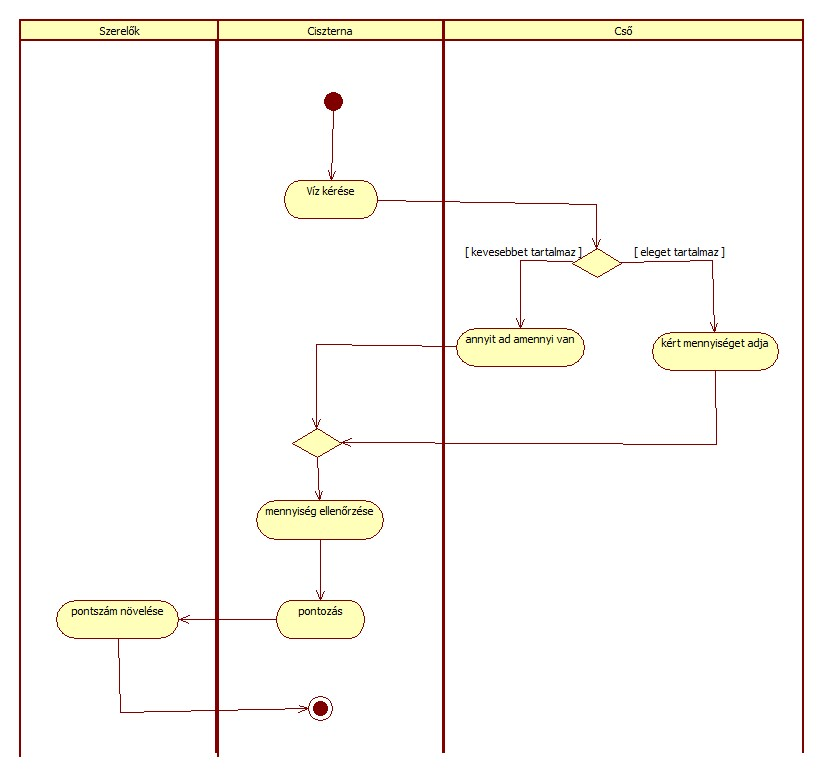 Szerelők
Ciszterna
Cső
Víz kérése
[ kevesebbet tartalmaz ]
[ eleget tartalmaz ]
annyit ad amennyi van
kért mennyiséget adja
mennyiség ellenőrzése
pontszám növelése
pontozás